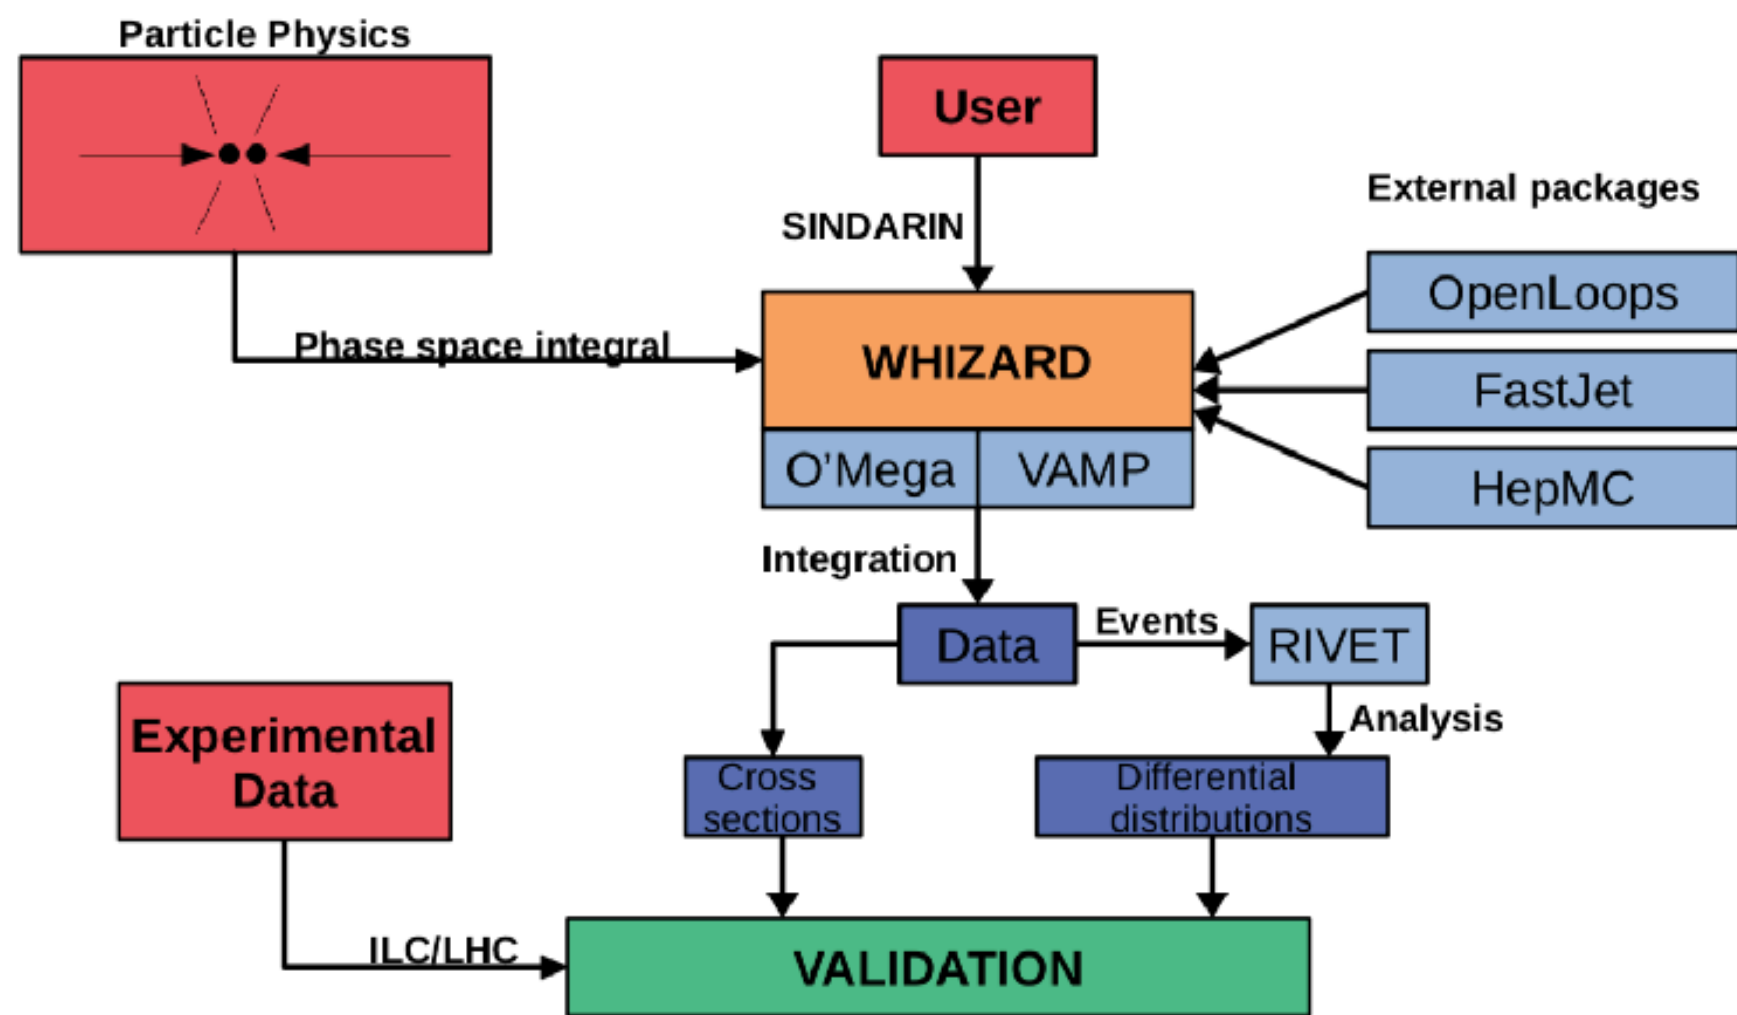 Particle Physics
User
External packages
SINDARIN
OpenLoops
Phase space integral
WHIZARD
FastJet
O'Mega
VAMP
HepMC
Integration
Data
Events
RIVET
Experimental
Data
Analysis
Cross
sections
Differential
distributions
ILC/LHC
VALIDATION